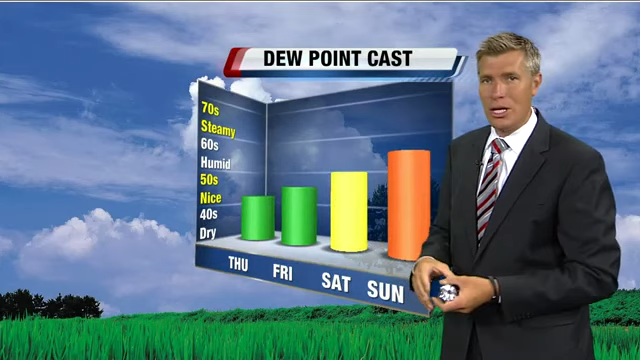 DEW POINT CAST
70s
Steamy
60s
Humid
50s
Nice
40s
Dry
THU FRI SAT SUN